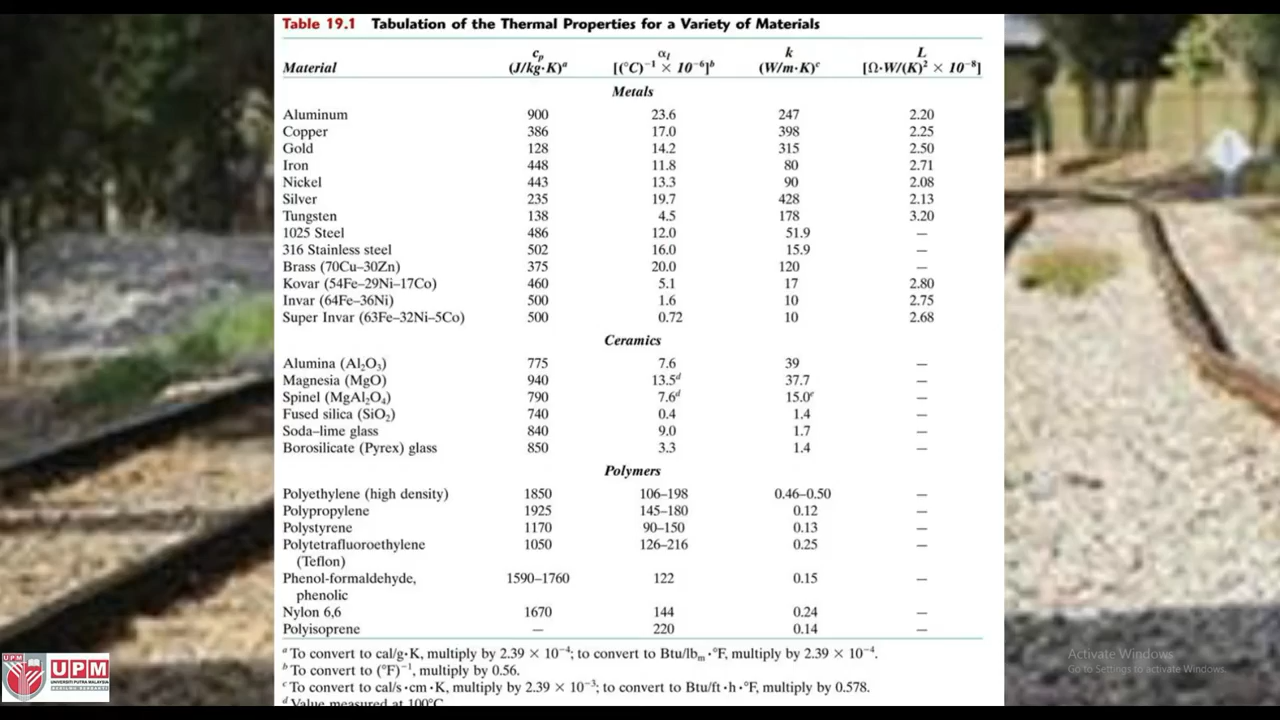 Table 19.1 Tabulation of the Thermal Properties for a Variety of Materials
Material cₚ (J/kg·K)ᵃ αₗ [(°C)⁻¹ × 10⁻⁶]ᵇ k (W/m·K)ᶜ L [Ω·W/(K)² × 10⁻⁸]
Metals
Aluminum 900 23.6 247 2.20
Copper 386 17.0 398 2.25
Gold 128 14.2 315 2.50
Iron 448 11.8 80 2.71
Nickel 443 13.3 90 2.08
Silver 235 19.7 428 2.13
Tungsten 138 4.5 178 3.20
1025 Steel 486 12.0 51.9 —
316 Stainless steel 502 16.0 15.9 —
Brass (70Cu–30Zn) 375 20.0 120 —
Kovar (54Fe–29Ni–17Co) 460 5.1 17 2.80
Invar (64Fe–36Ni) 500 1.6 10 2.75
Super Invar (63Fe–32Ni–5Co) 500 0.72 10 2.68
Ceramics
Alumina (Al₂O₃) 775 7.6 39 —
Magnesia (MgO) 940 13.5ᵈ 37.7 —
Spinel (MgAl₂O₄) 790 7.6ᵈ 15.0ᵉ —
Fused silica (SiO₂) 740 0.4 1.4 —
Soda–lime glass 840 9.0 1.7 —
Borosilicate (Pyrex) glass 850 3.3 1.4 —
Polymers
Polyethylene (high density) 1850 106–198 0.46–0.50 —
Polypropylene 1925 145–180 0.12 —
Polystyrene 1170 90–150 0.13 —
Polytetrafluoroethylene 1050 126–216 0.25 —
(Teflon)
Phenol-formaldehyde, 1590–1760 122 0.15 —
phenolic
Nylon 6,6 1670 144 0.24 —
Polyisoprene — 220 0.14 —
ᵃ To convert to cal/g·K, multiply by 2.39 × 10⁻⁴; to convert to Btu/lbₘ·°F, multiply by 2.39 × 10⁻⁴.
ᵇ To convert to (°F)⁻¹, multiply by 0.56.
ᶜ To convert to cal/s·cm·K, multiply by 2.39 × 10⁻³; to convert to Btu/ft·h·°F, multiply by 0.578.
ᵈ Value measured at 100°C.
UPM
UPM
UNIVERSITI PUTRA MALAYSIA
Activate Windows
Go to Settings to activate Windows.